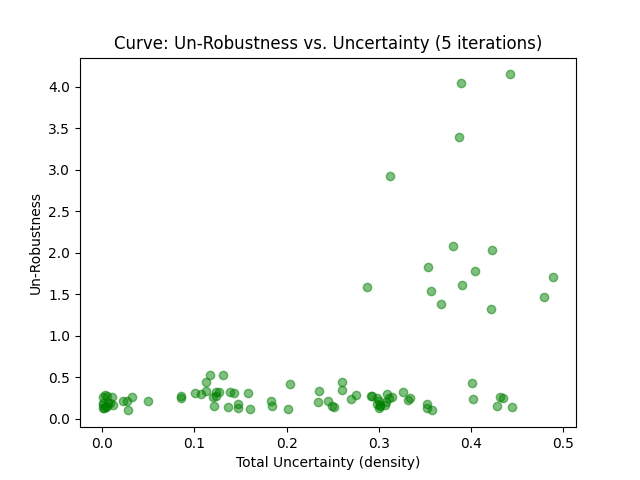 Curve: Un-Robustness vs. Uncertainty (5 iterations)
4.0
3.5
3.0
2.5
2.0
1.5
1.0
0.5
0.0
Un-Robustness
0.0 0.1 0.2 0.3 0.4 0.5
Total Uncertainty (density)